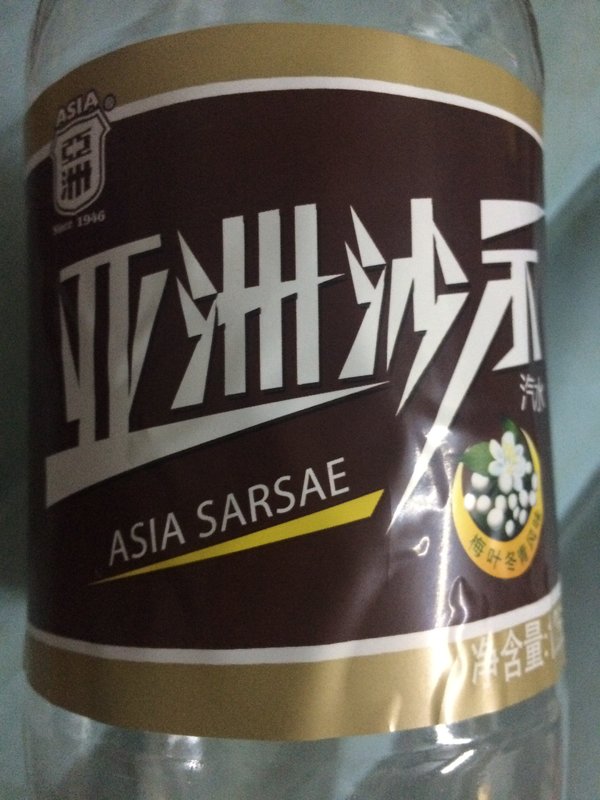 ASIA
®
亞洲
Since 1946
亚洲沙示
汽水
ASIA SARSAE
梅叶冬青风味
净含量: